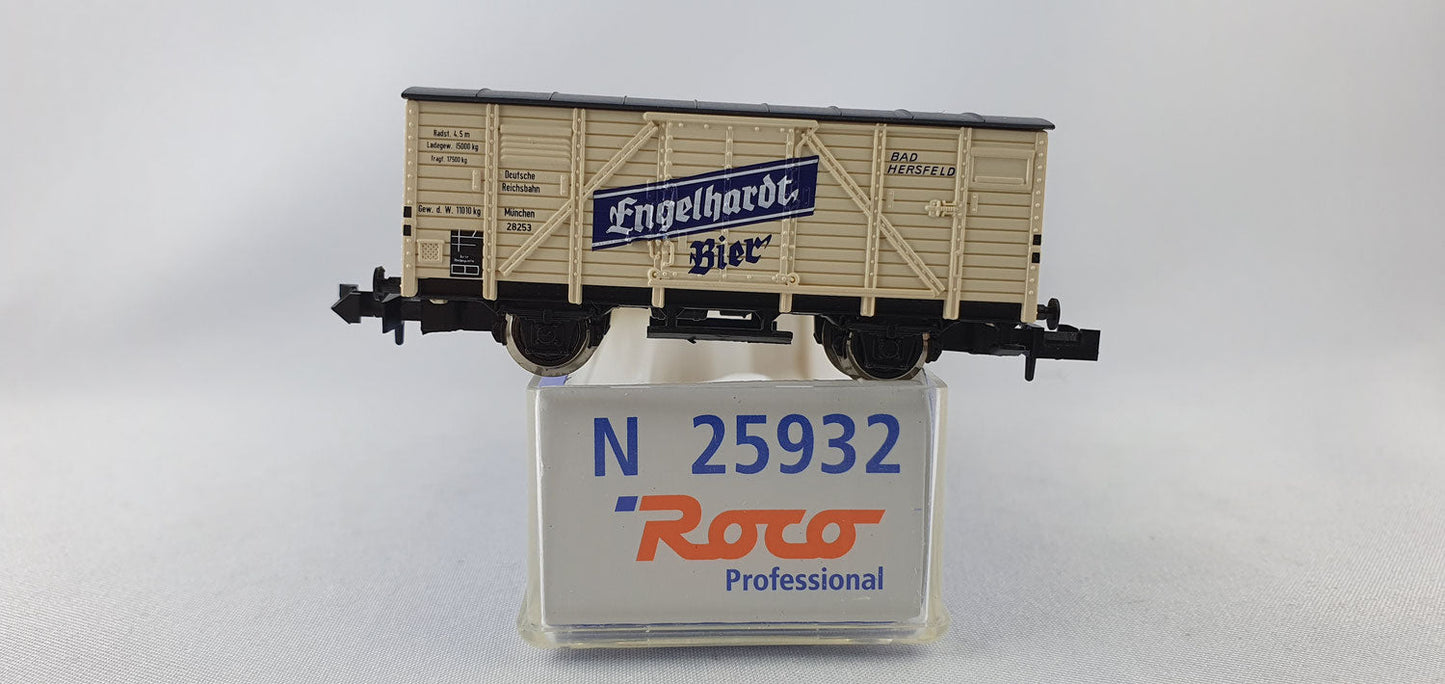 Radst. 4,5 m
Ladegew. 15000 kg
Tragf. 17500 kg
Deutsche
Reichsbahn
Gew. d. W. 11010 kg
München
28253
Engelhardt
Bier
BAD
HERSFELD
N 25932
Roco
Professional